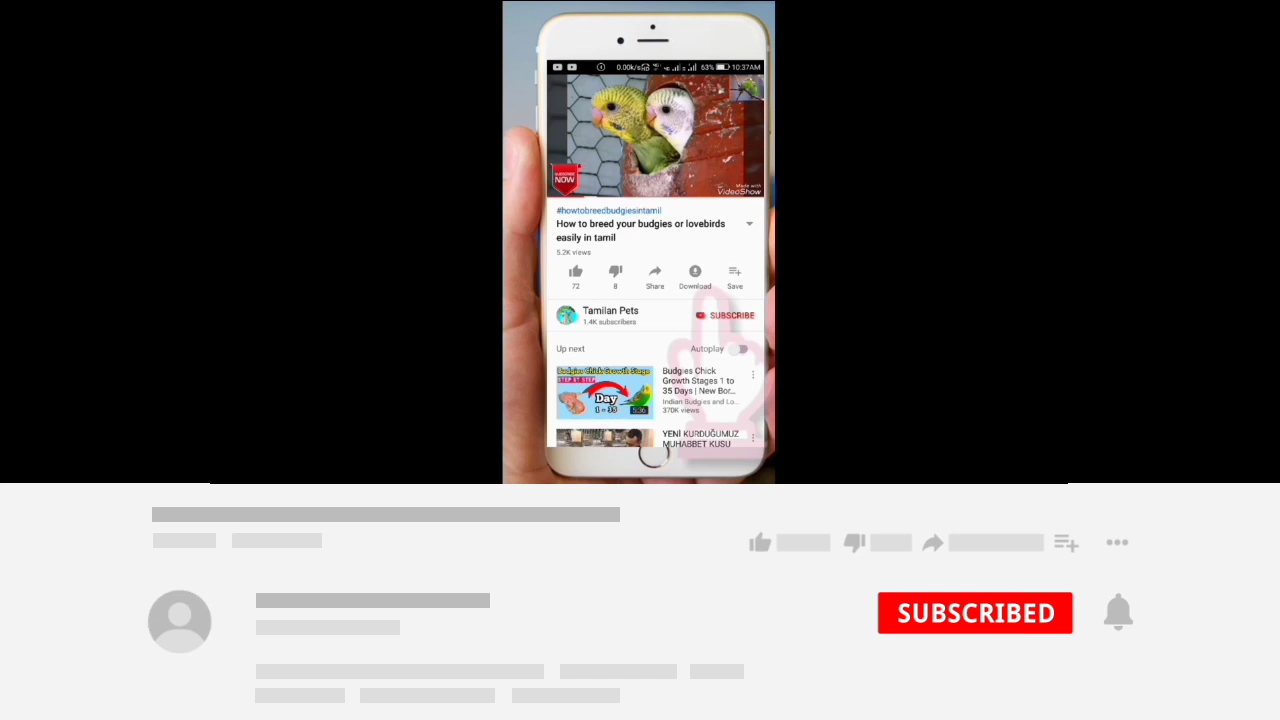 0.00k/s
63%
10:37AM
SUBSCRIBE
NOW
Made with
VideoShow
#howtobreedbudgiesintamil
How to breed your budgies or lovebirds
easily in tamil
5.2K views
72
8
Share
Download
Save
Tamilan Pets
1.4K subscribers
SUBSCRIBE
Up next
Autoplay
Budgies Chick Growth Stage
STEP BY STEP
Day
1 - 35
5:36
Budgies Chick
Growth Stages 1 to
35 Days | New Bor...
Indian Budgies and Lo...
370K views
YENİ KURDUĞUMUZ
MUHABBET KUSU
SUBSCRIBED